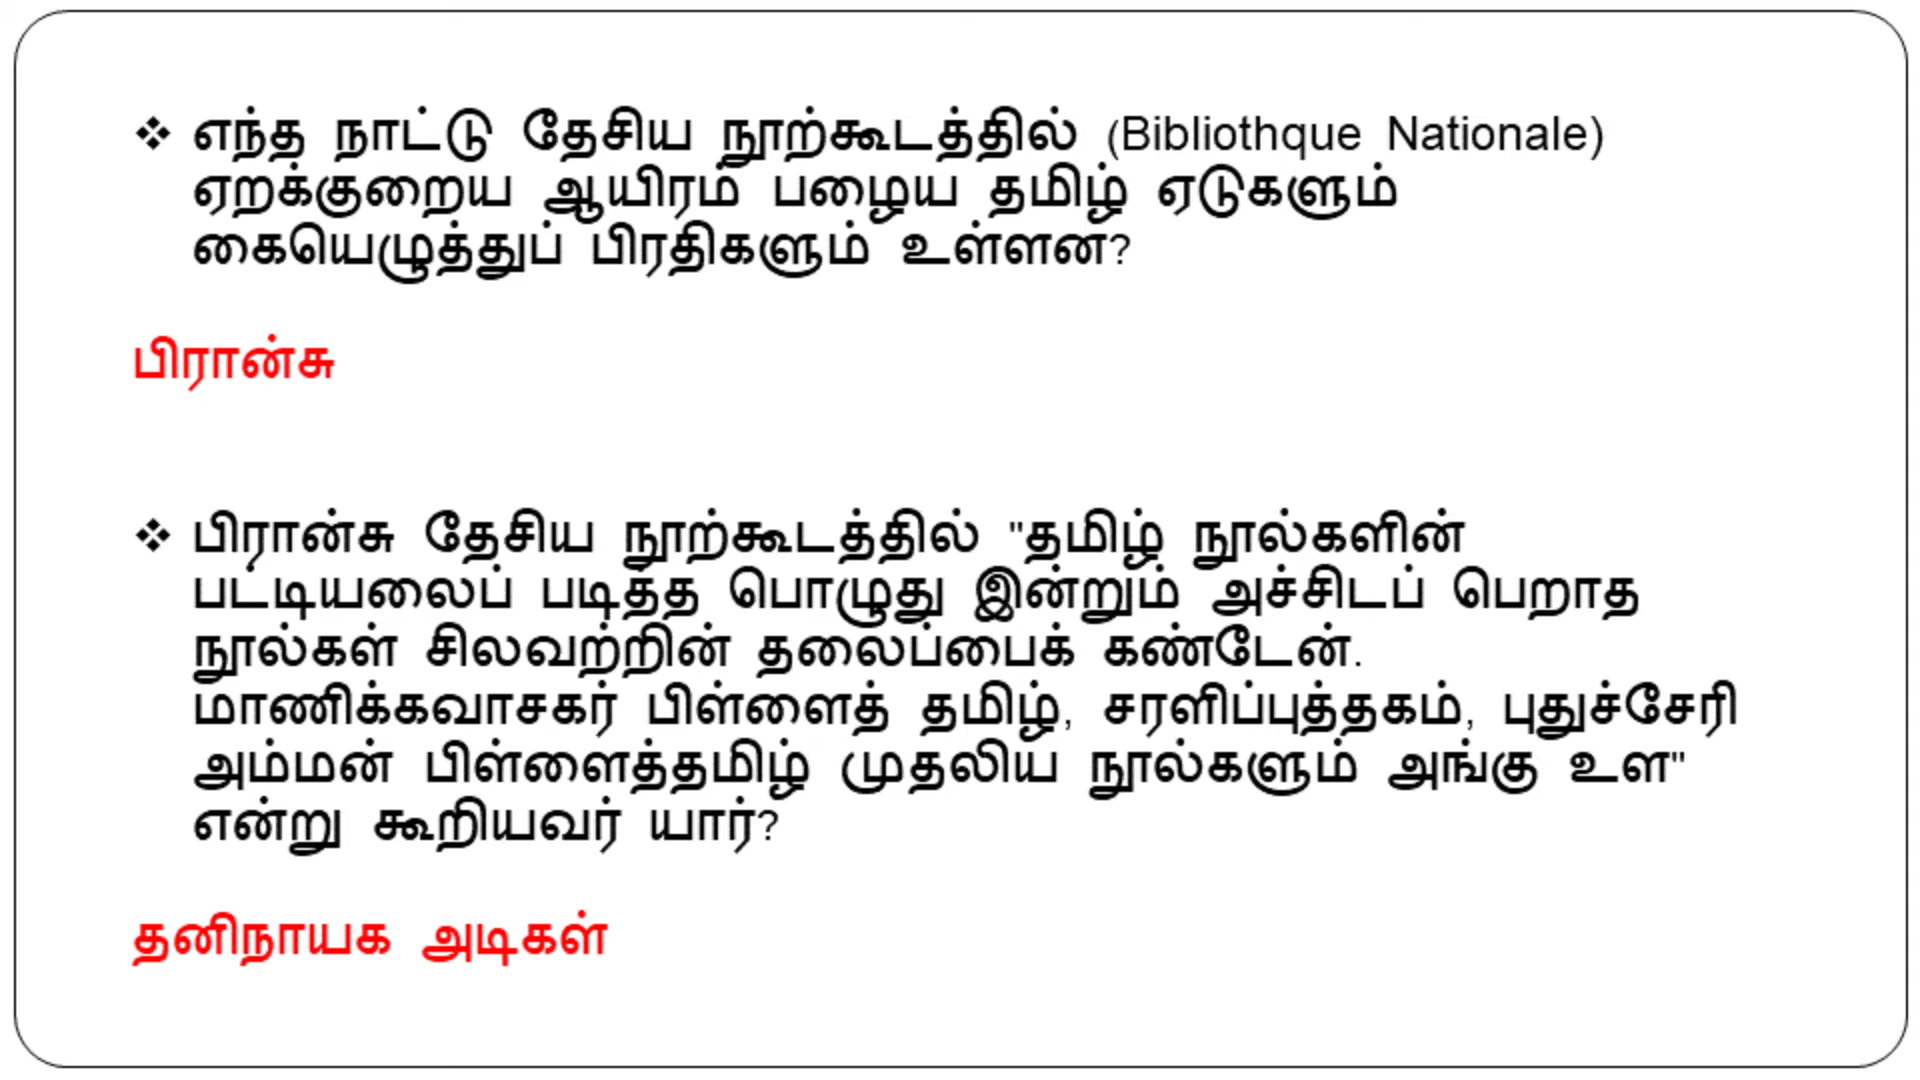 ❖ எந்த நாட்டு தேசிய நூற்கூடத்தில் (Bibliothque Nationale)
ஏறக்குறைய ஆயிரம் பழைய தமிழ் ஏடுகளும்
கையெழுத்துப் பிரதிகளும் உள்ளன?
பிரான்சு
❖ பிரான்சு தேசிய நூற்கூடத்தில் "தமிழ் நூல்களின்
பட்டியலைப் படித்த பொழுது இன்றும் அச்சிடப் பெறாத
நூல்கள் சிலவற்றின் தலைப்பைக் கண்டேன்.
மாணிக்கவாசகர் பிள்ளைத் தமிழ், சரளிப்புத்தகம், புதுச்சேரி
அம்மன் பிள்ளைத்தமிழ் முதலிய நூல்களும் அங்கு உள"
என்று கூறியவர் யார்?
தனிநாயக அடிகள்